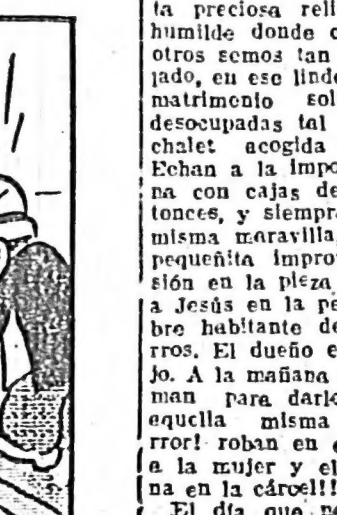 ta preciosa reli
humilde donde c
otros semos tan
jado, en ese linde
matrimonio sol
desocupadas tal
chalet acogida
Echan a la impo
na con cajas de
tonces, y siempre
misma maravilla,
pequeñita impro
sión en la pieza
a Jesús en la pe
bre habitante de
rros. El dueño e
jo. A la mañana
man para darle
aquella misma
rror! roban en e
a la mujer y el
na en la cárcel!!
El día que no